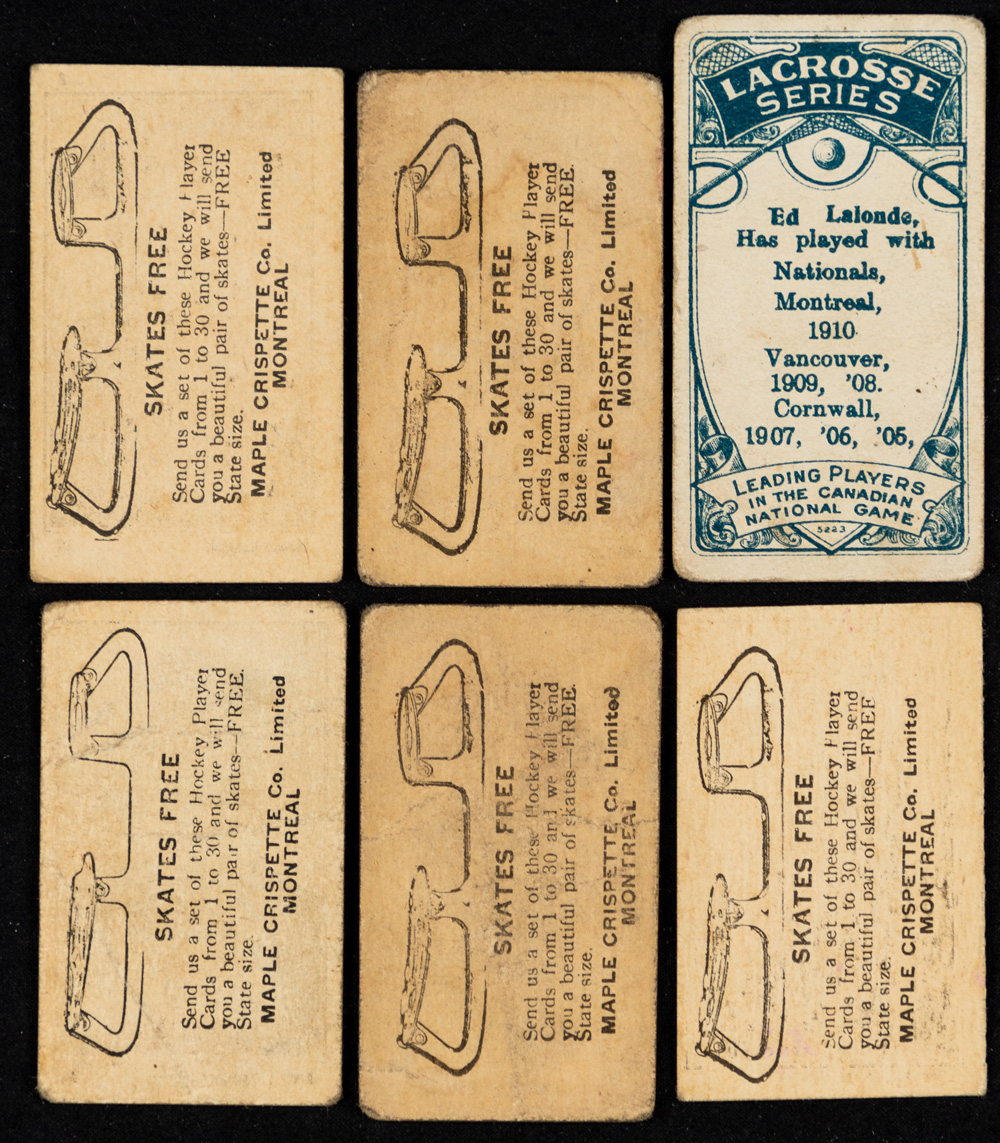 SKATES FREE
Send us a set of these Hockey Player
Cards from 1 to 30 and we will send
you a beautiful pair of skates—FREE
State size.
MAPLE CRISPETTE Co. Limited
MONTREAL
SKATES FREE
Send us a set of these Hockey Player
Cards from 1 to 30 and we will send
you a beautiful pair of skates—FREE.
State size.
MAPLE CRISPETTE Co. Limited
MONTREAL
LACROSSE
SERIES
Ed Lalonde,
Has played with
Nationals,
Montreal,
1910
Vancouver,
1909, '08.
Cornwall,
1907, '06, '05,
LEADING PLAYERS
IN THE CANADIAN
NATIONAL GAME
5223
SKATES FREE
Send us a set of these Hockey Player
Cards from 1 to 30 and we will send
you a beautiful pair of skates—FREE.
State size.
MAPLE CRISPETTE Co. Limited
MONTREAL
SKATES FREE
Send us a set of these Hockey Player
Cards from 1 to 30 and we will send
you a beautiful pair of skates—FREE.
State size.
MAPLE CRISPETTE Co. Limited
MONTREAL
SKATES FREE
Send us a set of these Hockey Player
Cards from 1 to 30 and we will send
you a beautiful pair of skates—FREE
State size.
MAPLE CRISPETTE Co. Limited
MONTREAL